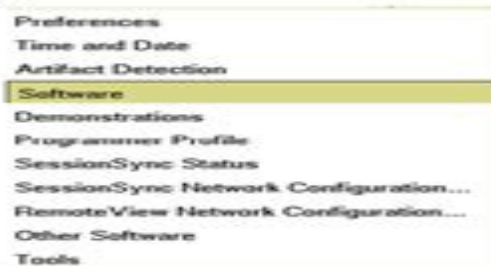 Preferences
Time and Date
Artifact Detection
Software
Demonstrations
Programmer Profile
SessionSync Status
SessionSync Network Configuration...
RemoteView Network Configuration...
Other Software
Tools